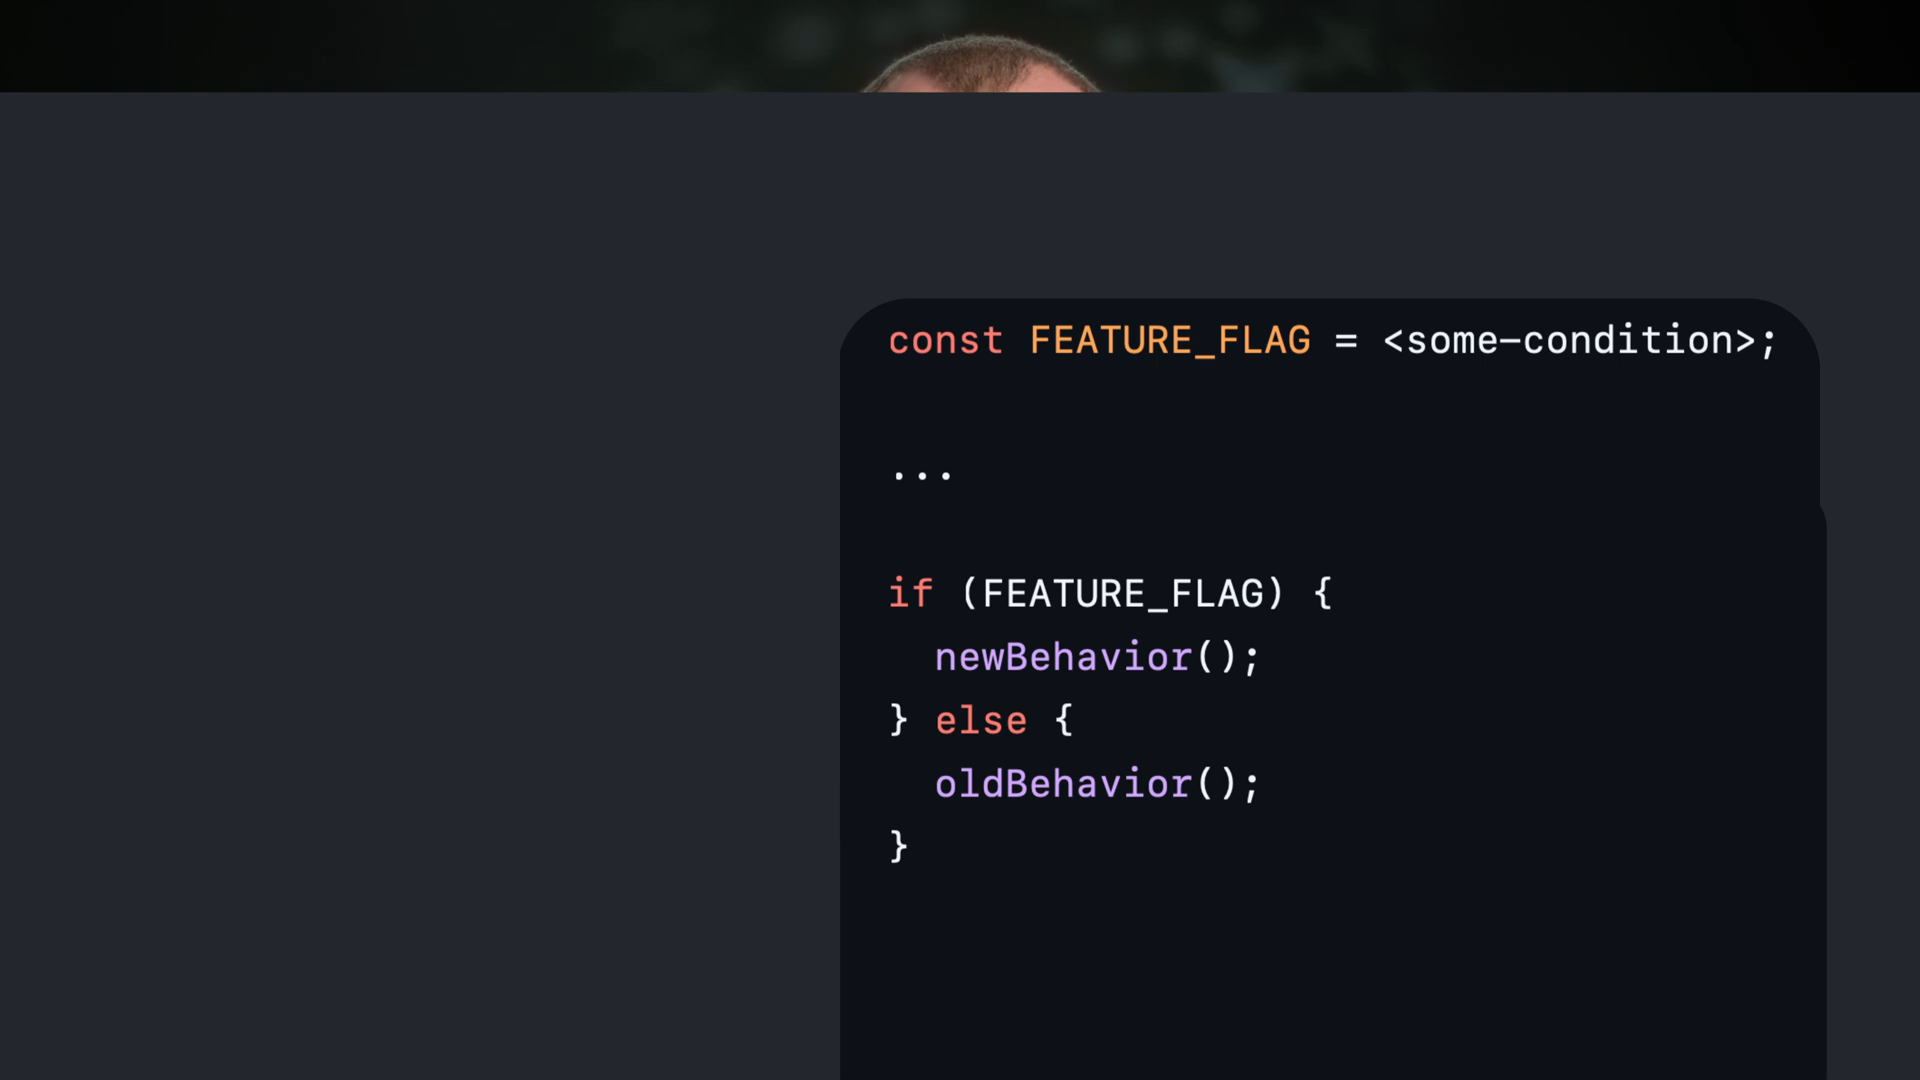 const FEATURE_FLAG = <some-condition>;
...
if (FEATURE_FLAG) {
newBehavior();
} else {
oldBehavior();
}